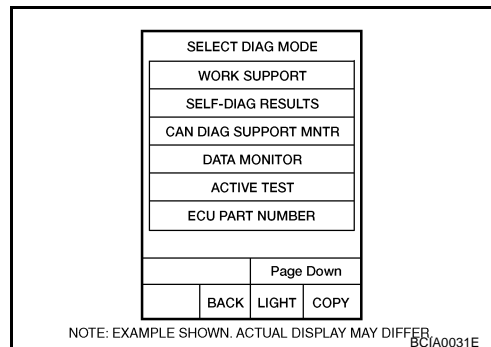 SELECT DIAG MODE
WORK SUPPORT
SELF-DIAG RESULTS
CAN DIAG SUPPORT MNTR
DATA MONITOR
ACTIVE TEST
ECU PART NUMBER
Page Down
BACK LIGHT COPY
NOTE: EXAMPLE SHOWN. ACTUAL DISPLAY MAY DIFFER.
BCIA0031E